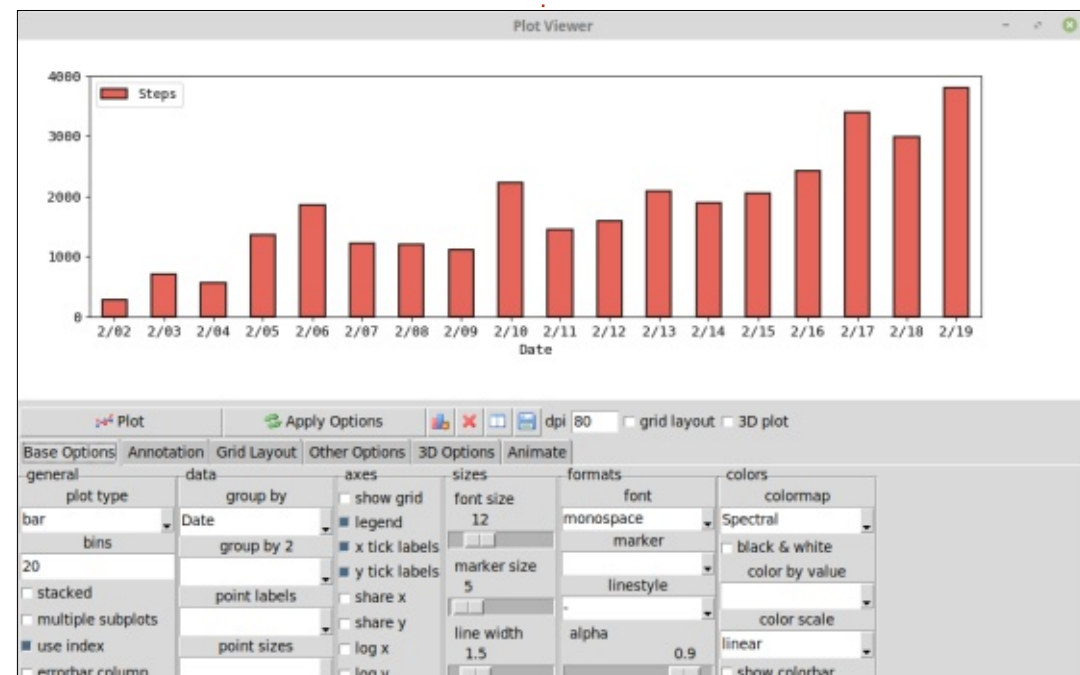 Plot Viewer
4000
3000
2000
1000
0
Steps
2/02 2/03 2/04 2/05 2/06 2/07 2/08 2/09 2/10 2/11 2/12 2/13 2/14 2/15 2/16 2/17 2/18 2/19
Date
Plot Apply Options dpi 80 grid layout 3D plot
Base Options Annotation Grid Layout Other Options 3D Options Animate
general
plot type
bar
bins
20
stacked
multiple subplots
use index
errorbar column
data
group by
Date
group by 2
point labels
point sizes
axes
show grid
legend
x tick labels
y tick labels
share x
share y
log x
log y
sizes
font size
12
marker size
5
line width
1.5
formats
font
monospace
marker
linestyle
-
alpha
0.9
colors
colormap
Spectral
black & white
color by value
color scale
linear
show colorbar